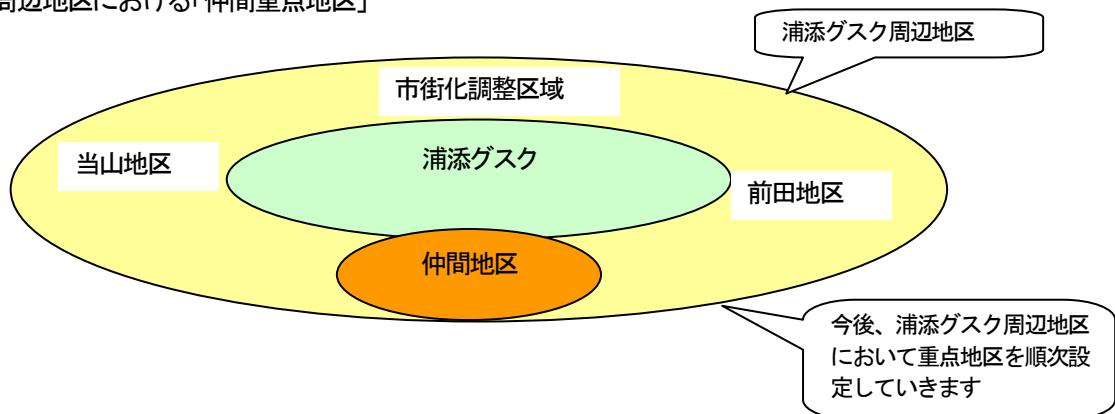 周辺地区における「仲間重点地区」
浦添グスク周辺地区
市街化調整区域
浦添グスク
当山地区
前田地区
仲間地区
今後、浦添グスク周辺地区
において重点地区を順次設
定していきます